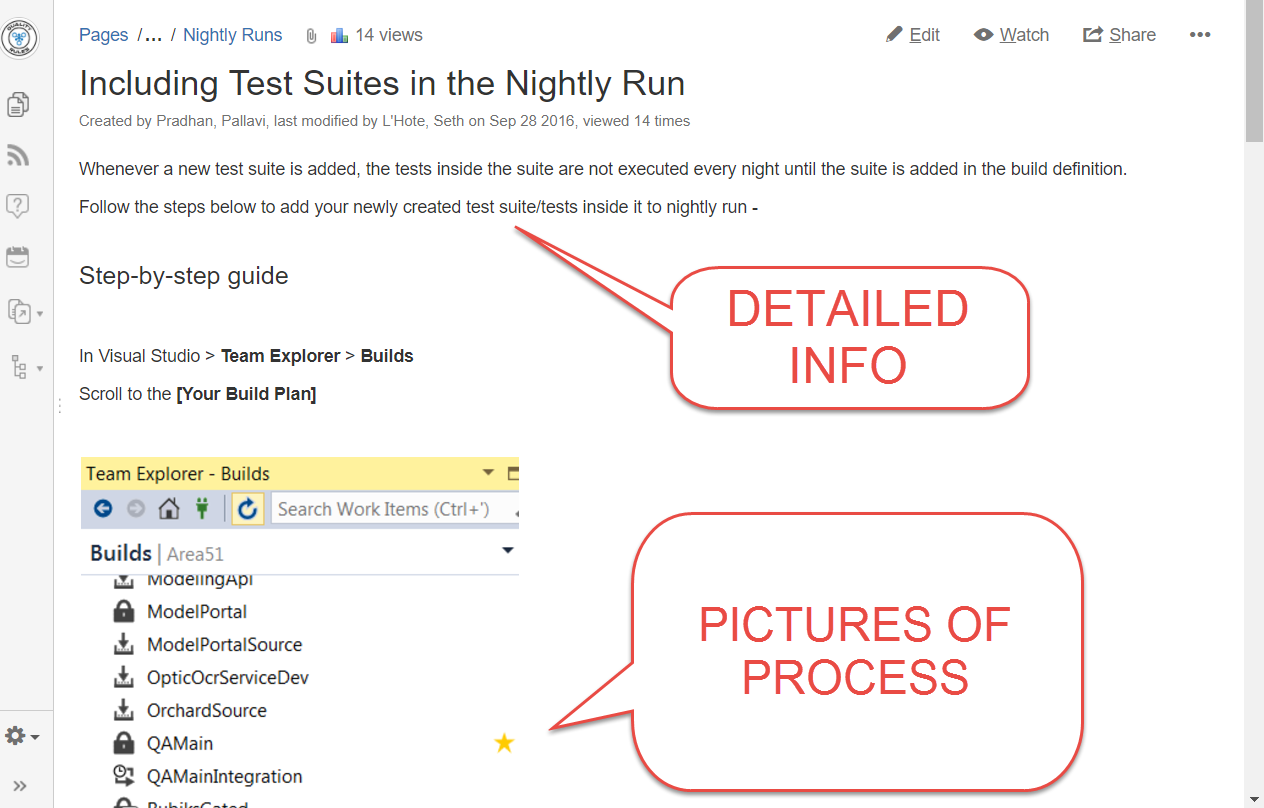 QUALITY RULES
Pages /... / Nightly Runs 14 views
Edit Watch Share
Including Test Suites in the Nightly Run
Created by Pradhan, Pallavi, last modified by L'Hote, Seth on Sep 28 2016, viewed 14 times
Whenever a new test suite is added, the tests inside the suite are not executed every night until the suite is added in the build definition.
Follow the steps below to add your newly created test suite/tests inside it to nightly run -
Step-by-step guide
DETAILED
INFO
In Visual Studio > Team Explorer > Builds
Scroll to the [Your Build Plan]
Team Explorer - Builds
Search Work Items (Ctrl+')
Builds | Area51
ModelingApi
ModelPortal
ModelPortalSource
OpticOcrServiceDev
OrchardSource
QAMain
QAMainIntegration
RubiksGated
PICTURES OF
PROCESS